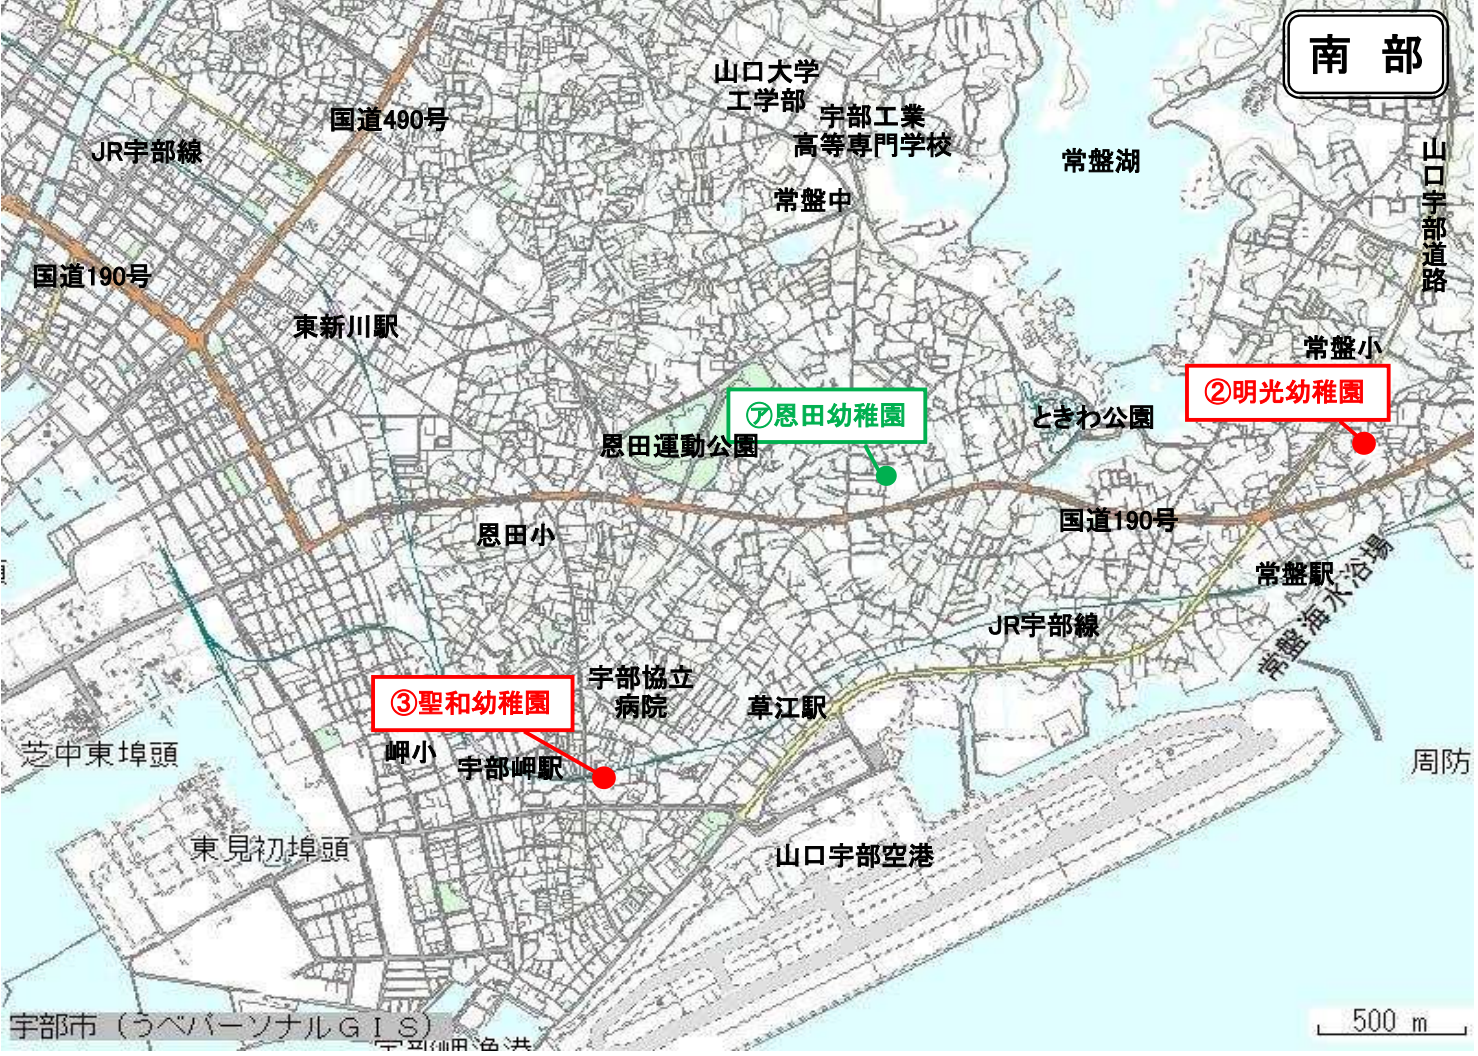 南 部
山口大学
工学部
宇部工業
高等専門学校
国道490号
JR宇部線
常盤湖
山口宇部道路
常盤中
国道190号
東新川駅
常盤小
②明光幼稚園
㋐恩田幼稚園
ときわ公園
恩田運動公園
恩田小
国道190号
常盤駅
常盤海水浴場
JR宇部線
宇部協立
病院
③聖和幼稚園
草江駅
岬小
宇部岬駅
芝中東埠頭
周防
東見初埠頭
山口宇部空港
500 m
宇部市（うべパーソナルＧＩＳ）
宇部岬漁港